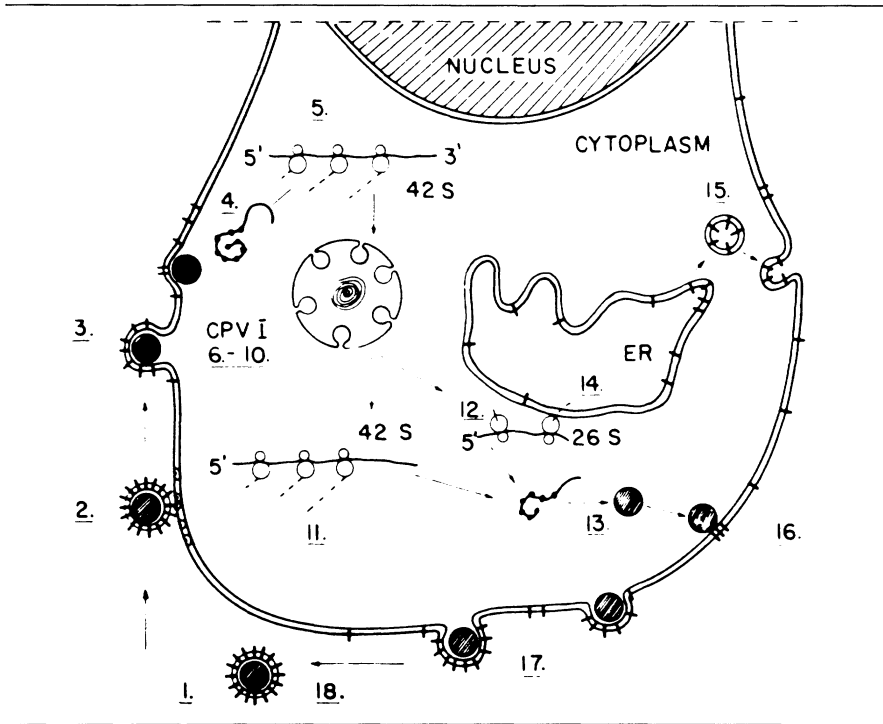 NUCLEUS
CYTOPLASM
5.
5' 3'
42 S
4.
15.
3.
CPV I
6.- 10.
ER
14.
12.
42 S
5' 26 S
5'
2.
11.
13.
16.
17.
1.
18.